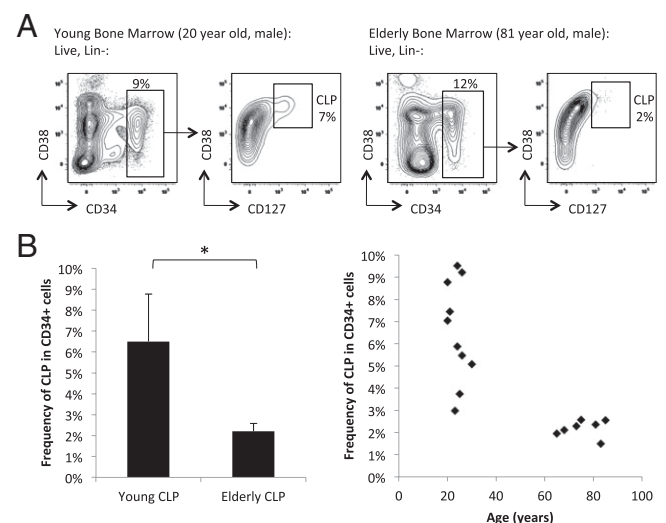 A
Young Bone Marrow (20 year old, male):
Live, Lin-:
9%
CLP
7%
CD38
CD34
CD38
CD127
Elderly Bone Marrow (81 year old, male):
Live, Lin-:
12%
CLP
2%
CD38
CD34
CD38
CD127
B
*
Frequency of CLP in CD34+ cells
10%
9%
8%
7%
6%
5%
4%
3%
2%
1%
0%
Young CLP
Elderly CLP
Frequency of CLP in CD34+ cells
10%
9%
8%
7%
6%
5%
4%
3%
2%
1%
0%
0 20 40 60 80 100
Age (years)